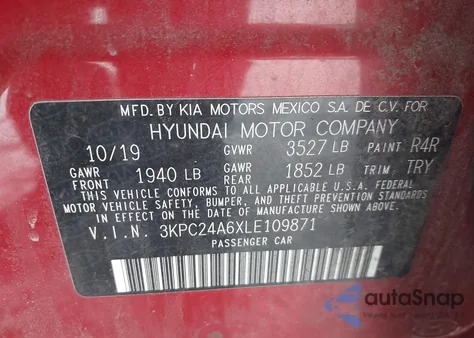 MFD. BY KIA MOTORS MEXICO S.A. DE C.V. FOR
HYUNDAI MOTOR COMPANY
10/19 GVWR 3527 LB PAINT R4R
GAWR FRONT 1940 LB GAWR REAR 1852 LB TRIM TRY
THIS VEHICLE CONFORMS TO ALL APPLICABLE U.S.A. FEDERAL
MOTOR VEHICLE SAFETY, BUMPER, AND THEFT PREVENTION STANDARDS
IN EFFECT ON THE DATE OF MANUFACTURE SHOWN ABOVE.
V.I.N. 3KPC24A6XLE109871
PASSENGER CAR
autoSnap